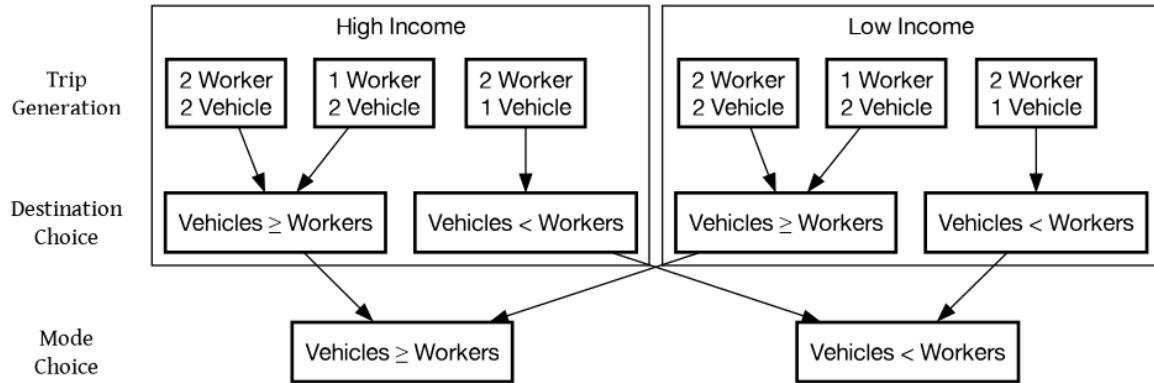 High Income
Low Income
Trip
Generation
2 Worker
2 Vehicle
1 Worker
2 Vehicle
2 Worker
1 Vehicle
2 Worker
2 Vehicle
1 Worker
2 Vehicle
2 Worker
1 Vehicle
Destination
Choice
Vehicles ≥ Workers
Vehicles < Workers
Vehicles ≥ Workers
Vehicles < Workers
Mode
Choice
Vehicles ≥ Workers
Vehicles < Workers